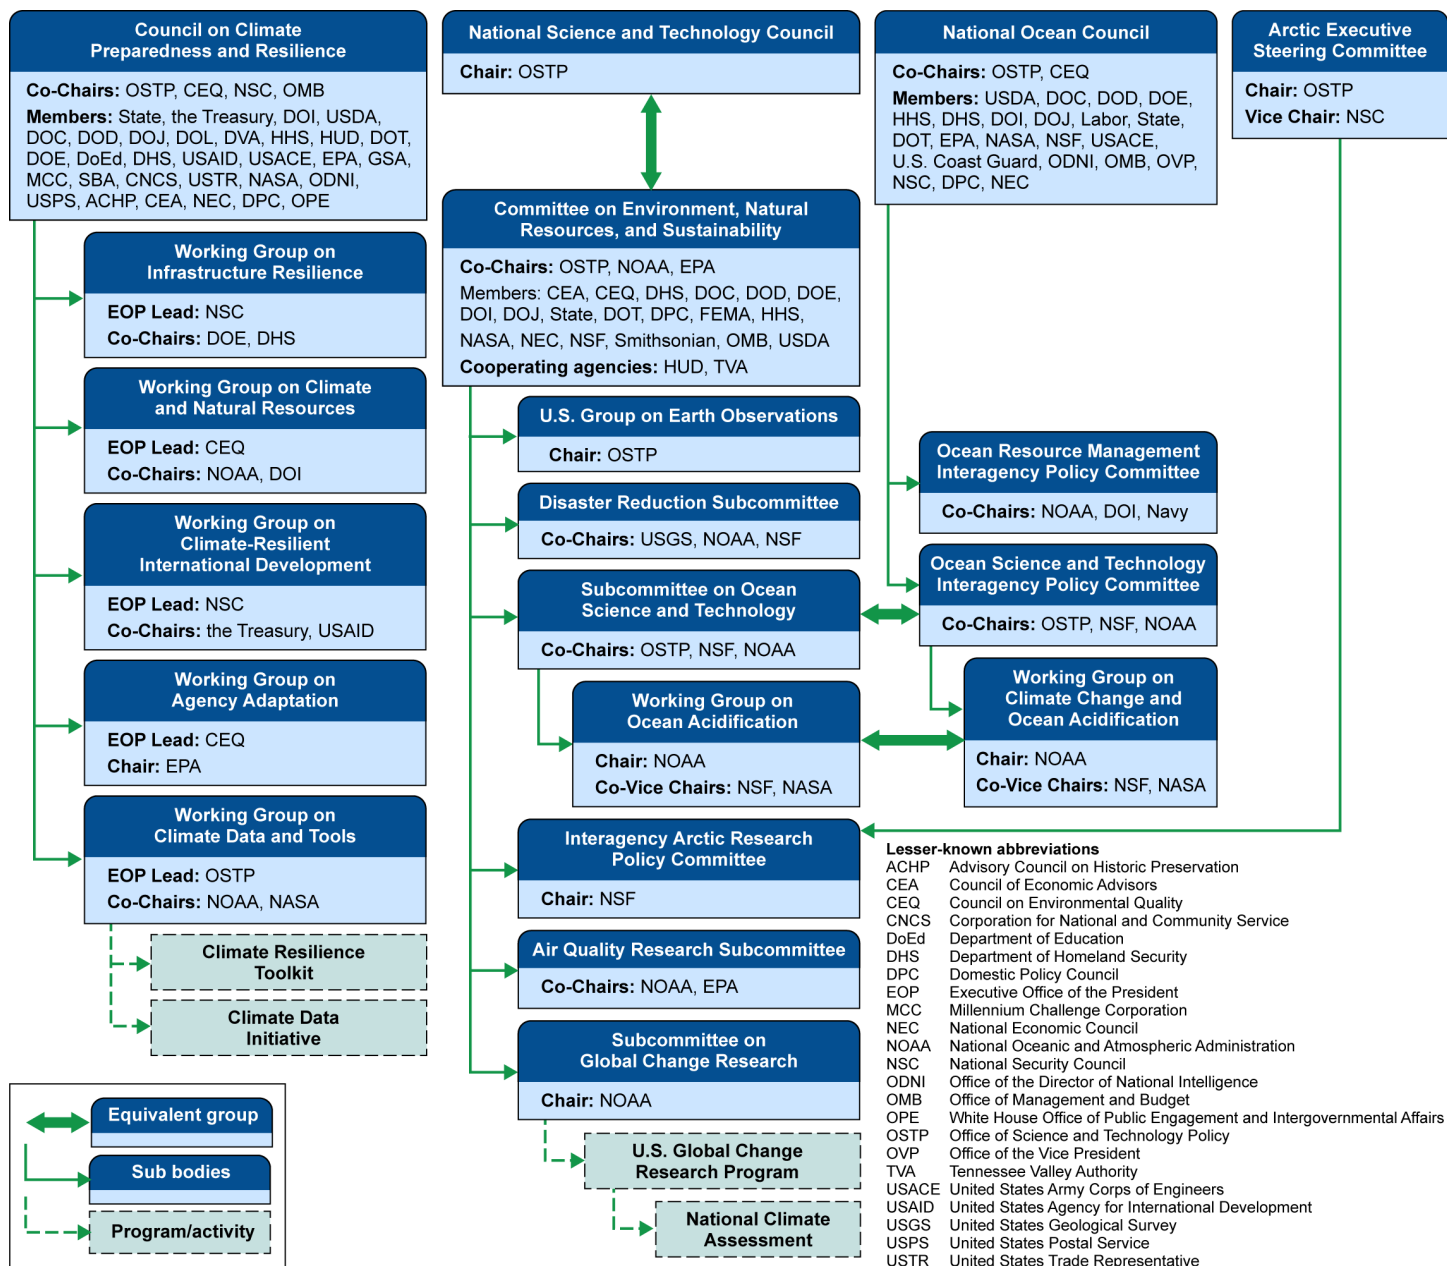 Council on Climate
Preparedness and Resilience
Co-Chairs: OSTP, CEQ, NSC, OMB
Members: State, the Treasury, DOI, USDA,
DOC, DOD, DOJ, DOL, DVA, HHS, HUD, DOT,
DOE, DoEd, DHS, USAID, USACE, EPA, GSA,
MCC, SBA, CNCS, USTR, NASA, ODNI,
USPS, ACHP, CEA, NEC, DPC, OPE
Working Group on
Infrastructure Resilience
EOP Lead: NSC
Co-Chairs: DOE, DHS
Working Group on Climate
and Natural Resources
EOP Lead: CEQ
Co-Chairs: NOAA, DOI
Working Group on
Climate-Resilient
International Development
EOP Lead: NSC
Co-Chairs: the Treasury, USAID
Working Group on
Agency Adaptation
EOP Lead: CEQ
Chair: EPA
Working Group on
Climate Data and Tools
EOP Lead: OSTP
Co-Chairs: NOAA, NASA
Climate Resilience
Toolkit
Climate Data
Initiative
Equivalent group
Sub bodies
Program/activity
National Science and Technology Council
Chair: OSTP
Committee on Environment, Natural
Resources, and Sustainability
Co-Chairs: OSTP, NOAA, EPA
Members: CEA, CEQ, DHS, DOC, DOD, DOE,
DOI, DOJ, State, DOT, DPC, FEMA, HHS,
NASA, NEC, NSF, Smithsonian, OMB, USDA
Cooperating agencies: HUD, TVA
U.S. Group on Earth Observations
Chair: OSTP
Disaster Reduction Subcommittee
Co-Chairs: USGS, NOAA, NSF
Subcommittee on Ocean
Science and Technology
Co-Chairs: OSTP, NSF, NOAA
Working Group on
Ocean Acidification
Chair: NOAA
Co-Vice Chairs: NSF, NASA
Interagency Arctic Research
Policy Committee
Chair: NSF
Air Quality Research Subcommittee
Co-Chairs: NOAA, EPA
Subcommittee on
Global Change Research
Chair: NOAA
U.S. Global Change
Research Program
National Climate
Assessment
National Ocean Council
Co-Chairs: OSTP, CEQ
Members: USDA, DOC, DOD, DOE,
HHS, DHS, DOI, DOJ, Labor, State,
DOT, EPA, NASA, NSF, USACE,
U.S. Coast Guard, ODNI, OMB, OVP,
NSC, DPC, NEC
Ocean Resource Management
Interagency Policy Committee
Co-Chairs: NOAA, DOI, Navy
Ocean Science and Technology
Interagency Policy Committee
Co-Chairs: OSTP, NSF, NOAA
Working Group on
Climate Change and
Ocean Acidification
Chair: NOAA
Co-Vice Chairs: NSF, NASA
Arctic Executive
Steering Committee
Chair: OSTP
Vice Chair: NSC
Lesser-known abbreviations
ACHP Advisory Council on Historic Preservation
CEA Council of Economic Advisors
CEQ Council on Environmental Quality
CNCS Corporation for National and Community Service
DoEd Department of Education
DHS Department of Homeland Security
DPC Domestic Policy Council
EOP Executive Office of the President
MCC Millennium Challenge Corporation
NEC National Economic Council
NOAA National Oceanic and Atmospheric Administration
NSC National Security Council
ODNI Office of the Director of National Intelligence
OMB Office of Management and Budget
OPE White House Office of Public Engagement and Intergovernmental Affairs
OSTP Office of Science and Technology Policy
OVP Office of the Vice President
TVA Tennessee Valley Authority
USACE United States Army Corps of Engineers
USAID United States Agency for International Development
USGS United States Geological Survey
USPS United States Postal Service
USTR United States Trade Representative